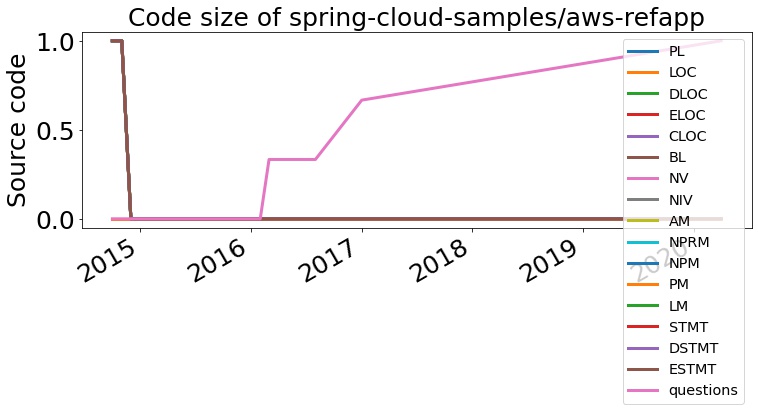 Code size of spring-cloud-samples/aws-refapp
Source code
1.0
0.5
0.0
2015
2016
2017
2018
2019
2020
PL
LOC
DLOC
ELOC
CLOC
BL
NV
NIV
AM
NPRM
NPM
PM
LM
STMT
DSTMT
ESTMT
questions